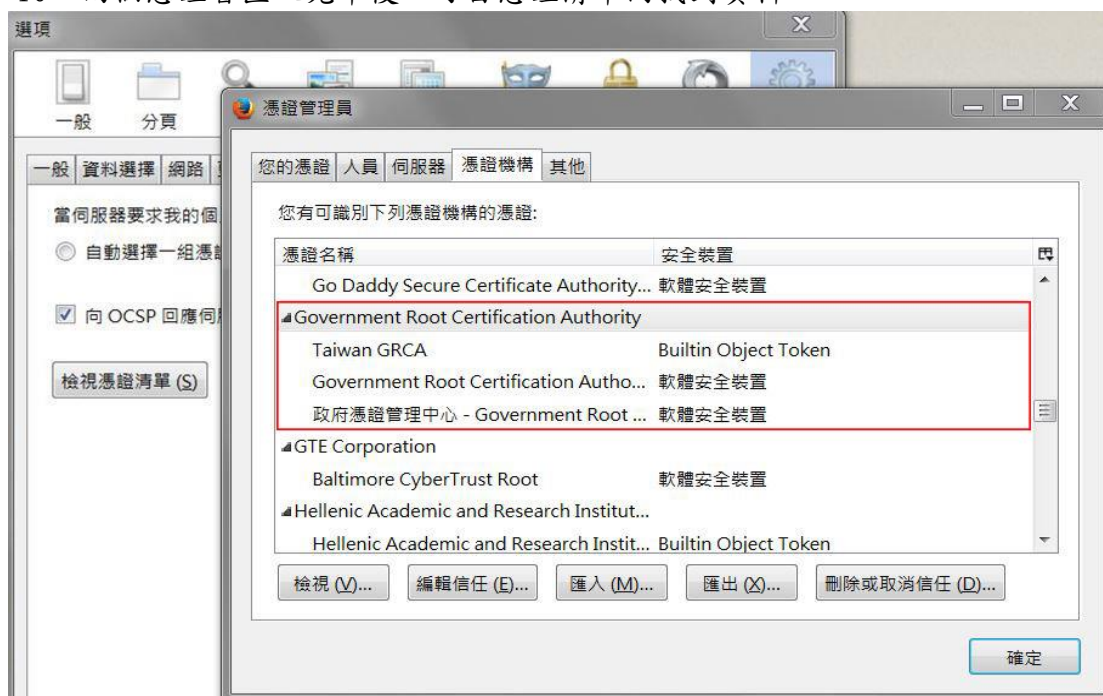 選項
一般
分頁
憑證管理員
一般 資料選擇 網路
您的憑證 人員 伺服器 憑證機構 其他
當伺服器要求我的個
自動選擇一組憑
向 OCSP 回應伺
檢視憑證清單 (S)
您有可識別下列憑證機構的憑證:
憑證名稱 安全裝置
Go Daddy Secure Certificate Authority... 軟體安全裝置
Government Root Certification Authority
Taiwan GRCA Builtin Object Token
Government Root Certification Autho... 軟體安全裝置
政府憑證管理中心 - Government Root ... 軟體安全裝置
GTE Corporation
Baltimore CyberTrust Root 軟體安全裝置
Hellenic Academic and Research Institut...
Hellenic Academic and Research Instit... Builtin Object Token
檢視 (V)... 編輯信任 (E)... 匯入 (M)... 匯出 (X)... 刪除或取消信任 (D)...
確定